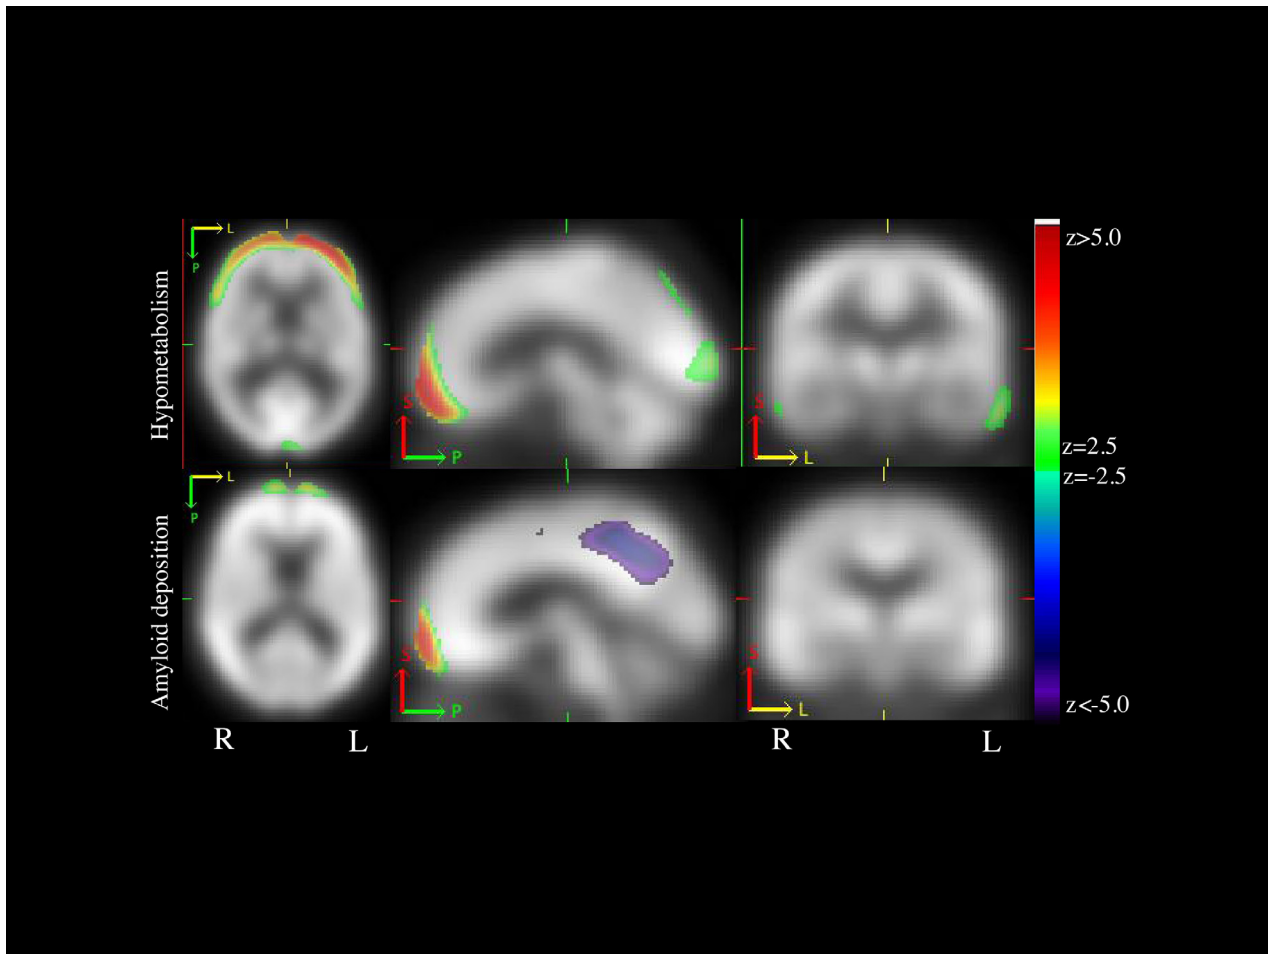 Hypometabolism
L
P
S
P
S
L
z>5.0
z=2.5
z=-2.5
Amyloid deposition
L
P
S
P
S
L
z<-5.0
R
L
R
L